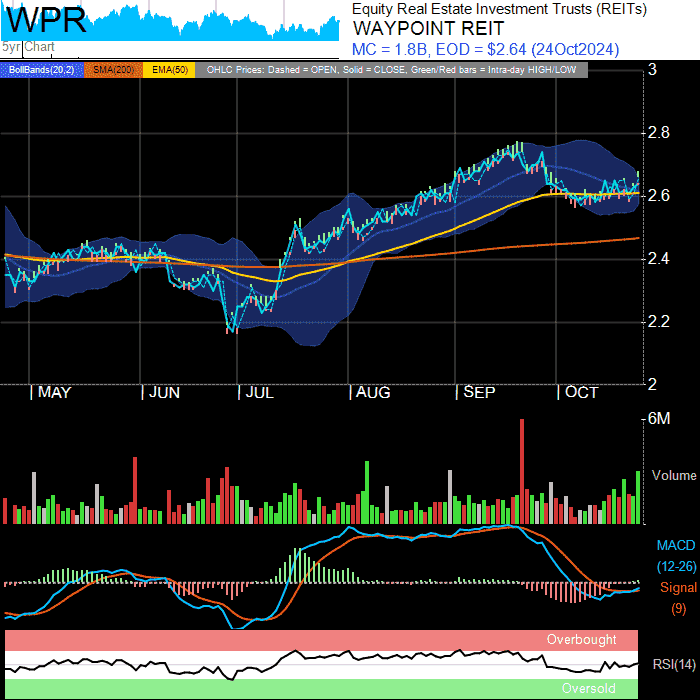 WPR
5yr Chart
Equity Real Estate Investment Trusts (REITs)
WAYPOINT REIT
MC = 1.8B, EOD = $2.64 (24Oct2024)
BollBands(20,2) SMA(200) EMA(50) OHLC Prices: Dashed = OPEN, Solid = CLOSE, Green/Red bars = Intra-day HIGH/LOW
3
2.8
2.6
2.4
2.2
2
MAY JUN JUL AUG SEP OCT
6M
Volume
MACD
(12-26)
Signal
(9)
Overbought
RSI(14)
Oversold